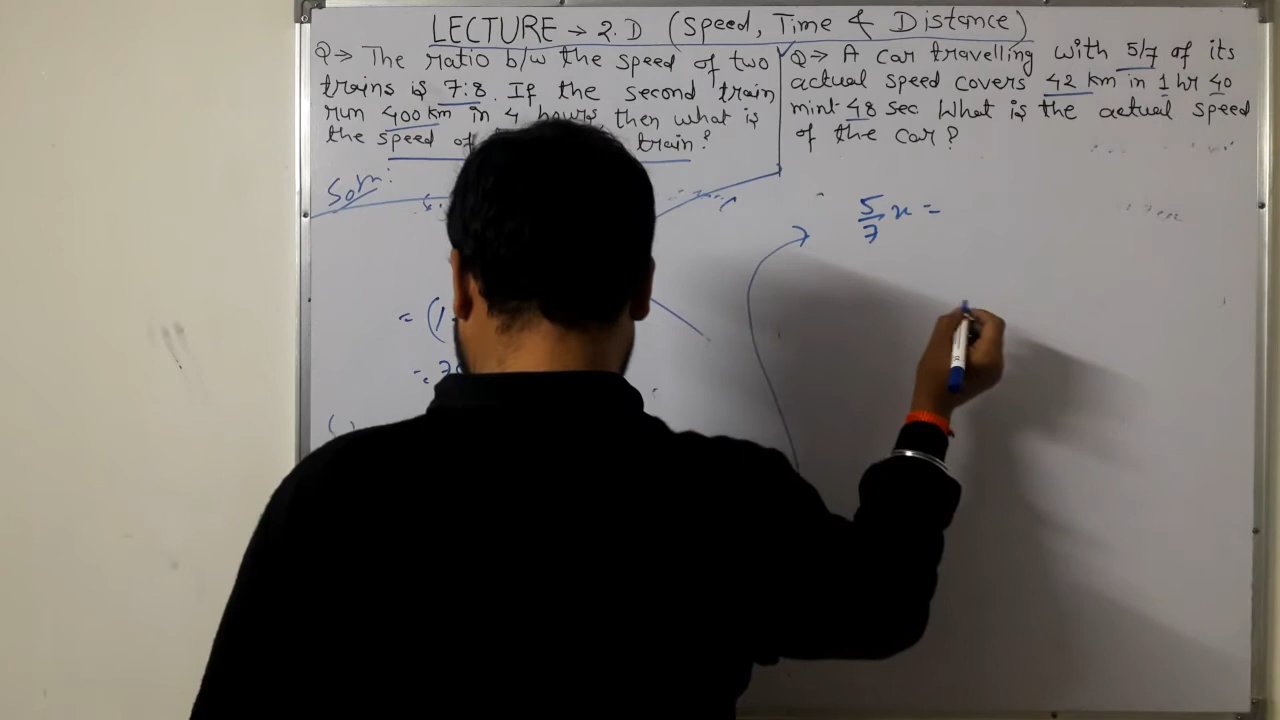 LECTURE → 2.D (Speed, Time & Distance)
Q→ The ratio b/w the speed of two
trains is 7:8. If the second train
run 400 km in 4 hours then what is
the speed of train?
Soln:
= (1
= 7
Q→ A car travelling with 5/7 of its
actual speed covers 42 km in 1 hr 40
mint 48 sec What is the actual speed
of the car?
5/7 x =